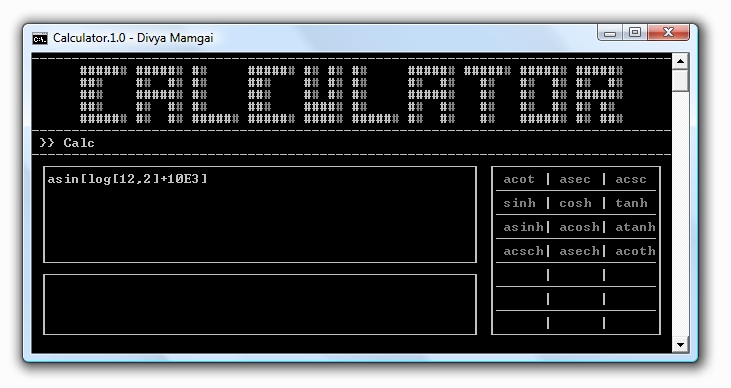 Calculator.1.0 - Divya Mamgai
CALCULATOR
>> Calc
asin[log[12,2]+10E3]
acot | asec | acsc
sinh | cosh | tanh
asinh| acosh| atanh
acsch| asech| acoth